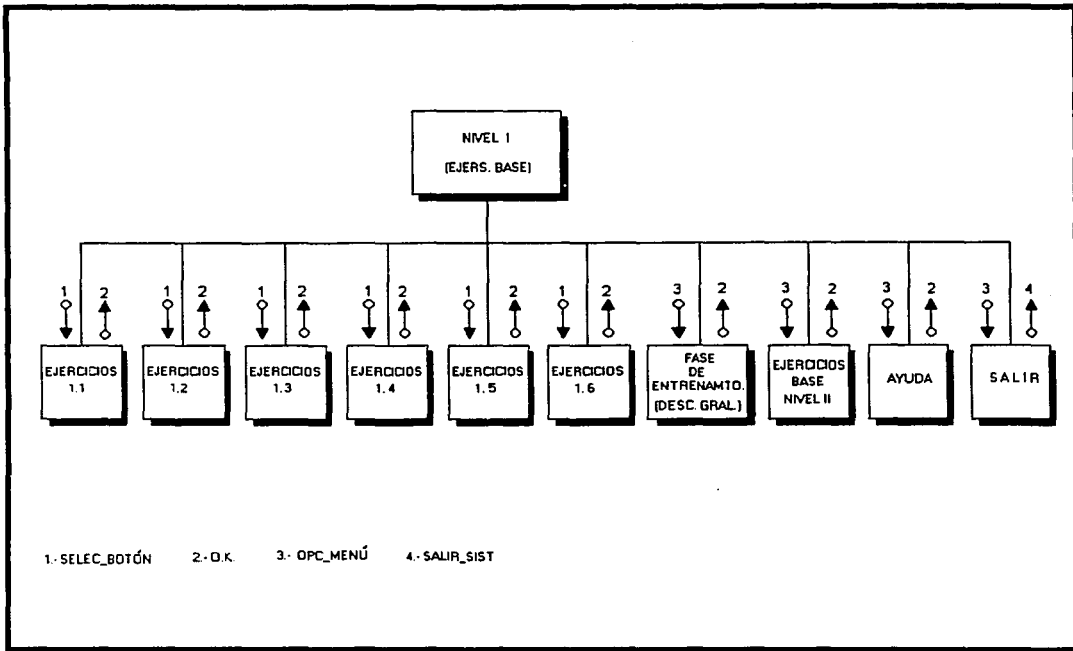 NIVEL 1
(EJERS. BASE)
1 2 1 2 1 2 1 2 1 2 1 2 3 2 3 2 3 2 3 4
EJERCICIOS
1.1
EJERCICIOS
1.2
EJERCICIOS
1.3
EJERCICIOS
1.4
EJERCICIOS
1.5
EJERCICIOS
1.6
FASE
DE
ENTRENAMTO.
(DESC. GRAL.)
EJERCICIOS
BASE
NIVEL II
AYUDA
SALIR
1.- SELEC_BOTÓN 2.- O.K. 3.- OPC_MENÚ 4.- SALIR_SIST